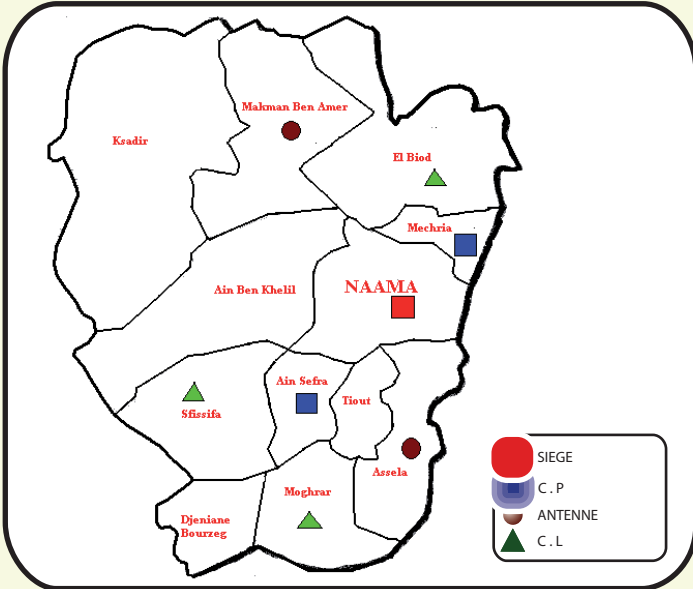 Makman Ben Amer
Ksadir
El Biod
Mechria
Ain Ben Khelil
NAAMA
Ain Sefra
Tiout
Sfissifa
Assela
Moghrar
Djeniane
Bourzeg
SIEGE
C.P
ANTENNE
C.L